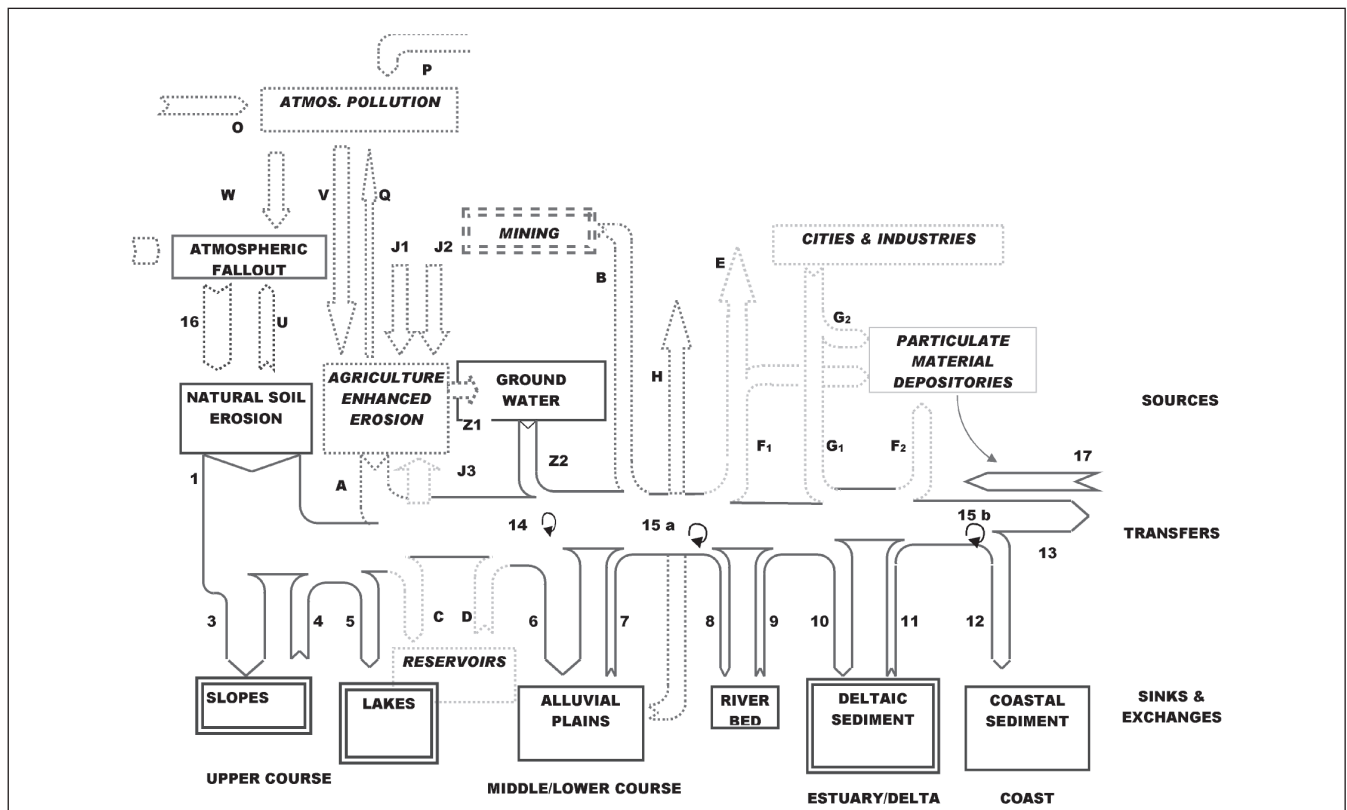 P
ATMOS. POLLUTION
O
W
V
Q
J1
J2
MINING
CITIES & INDUSTRIES
ATMOSPHERIC
FALLOUT
B
E
16
U
G2
PARTICULATE
MATERIAL
DEPOSITORIES
AGRICULTURE
ENHANCED
EROSION
GROUND
WATER
H
NATURAL SOIL
EROSION
SOURCES
Z1
1
A
J3
Z2
F1
G1
F2
17
14
15 a
15 b
TRANSFERS
13
3
4
5
C
D
6
7
8
9
10
11
12
RESERVOIRS
SLOPES
LAKES
ALLUVIAL
PLAINS
RIVER
BED
DELTAIC
SEDIMENT
COASTAL
SEDIMENT
SINKS &
EXCHANGES
UPPER COURSE
MIDDLE/LOWER COURSE
ESTUARY/DELTA
COAST